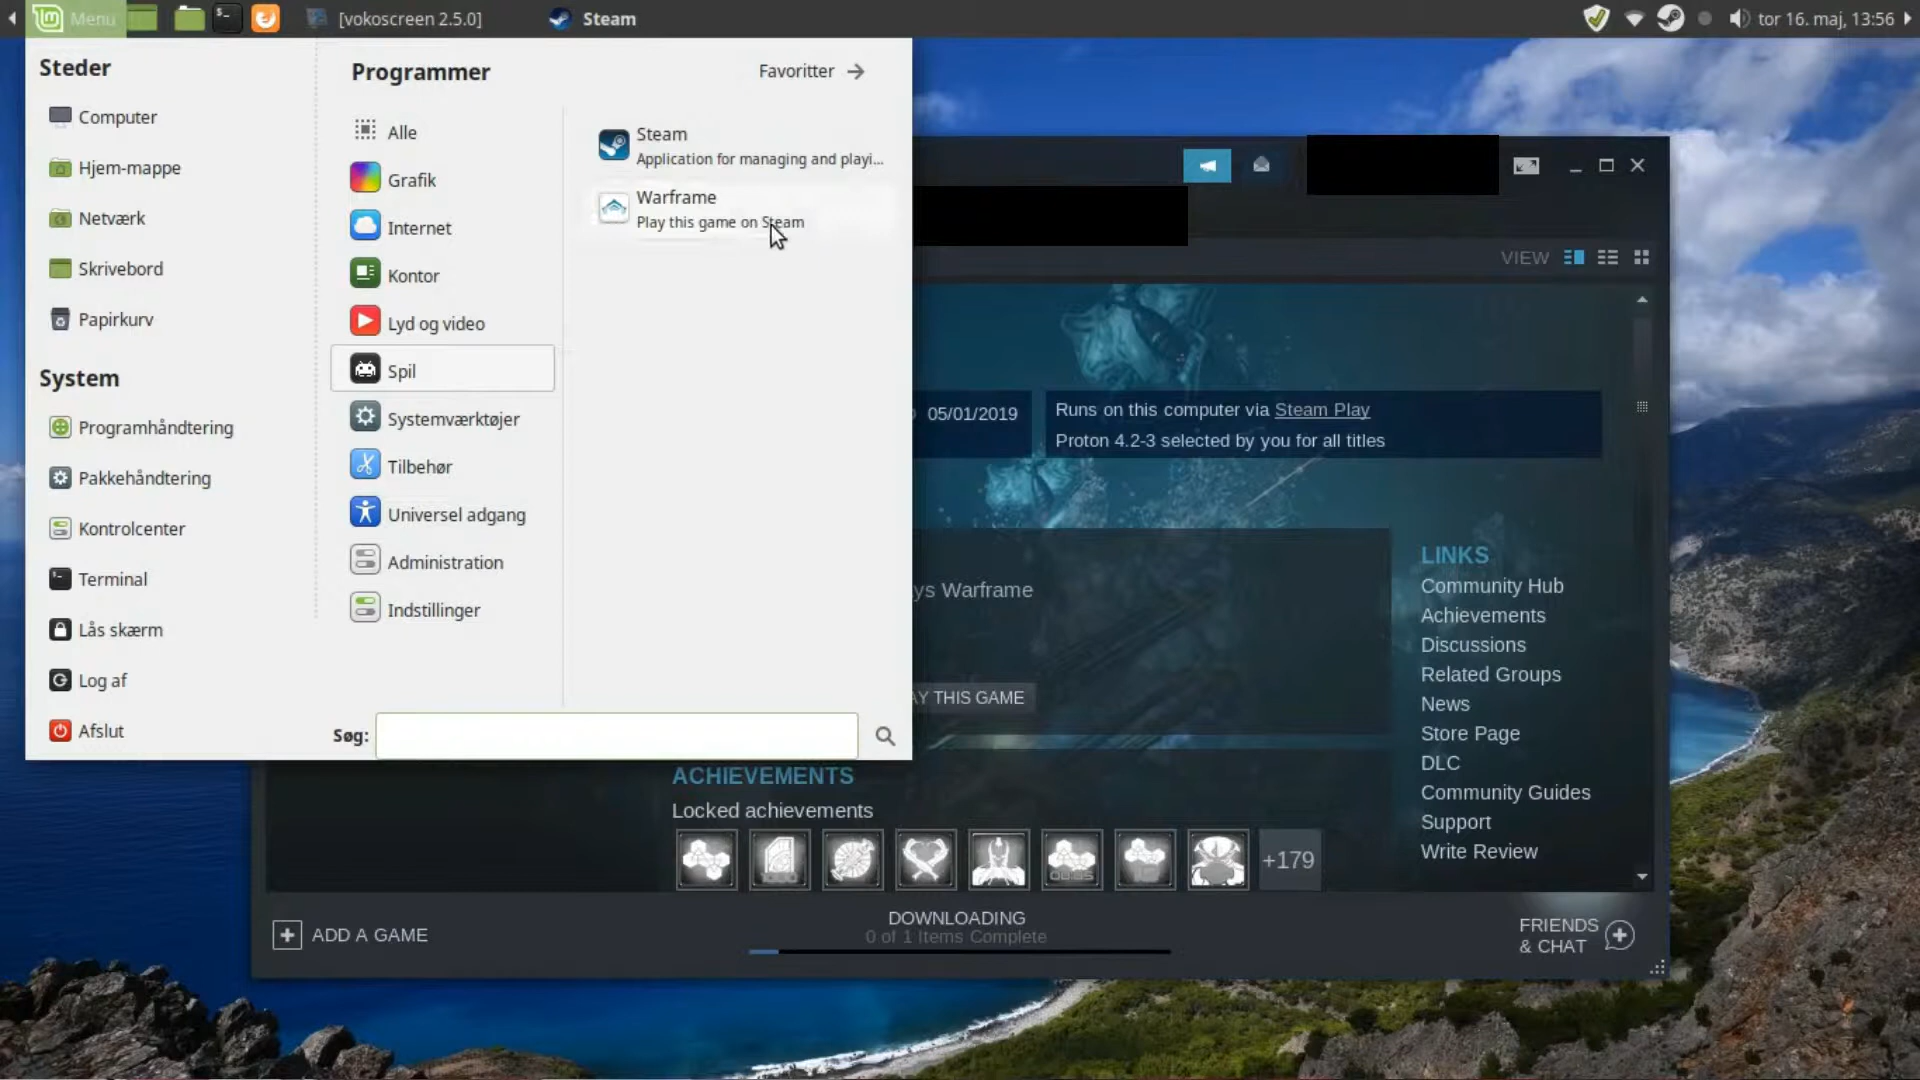 Menu
[vokoscreen 2.5.0]
Steam
tor 16. maj, 13:56
Steder
Computer
Hjem-mappe
Netværk
Skrivebord
Papirkurv
System
Programhåndtering
Pakkehåndtering
Kontrolcenter
Terminal
Lås skærm
Log af
Afslut
Programmer
Favoritter
Alle
Grafik
Internet
Kontor
Lyd og video
Spil
Systemværktøjer
Tilbehør
Universel adgang
Administration
Indstillinger
Steam
Application for managing and playi...
Warframe
Play this game on Steam
Søg:
VIEW
05/01/2019
Runs on this computer via Steam Play
Proton 4.2-3 selected by you for all titles
ys Warframe
AY THIS GAME
LINKS
Community Hub
Achievements
Discussions
Related Groups
News
Store Page
DLC
Community Guides
Support
Write Review
ACHIEVEMENTS
Locked achievements
+179
ADD A GAME
DOWNLOADING
0 of 1 Items Complete
FRIENDS
& CHAT